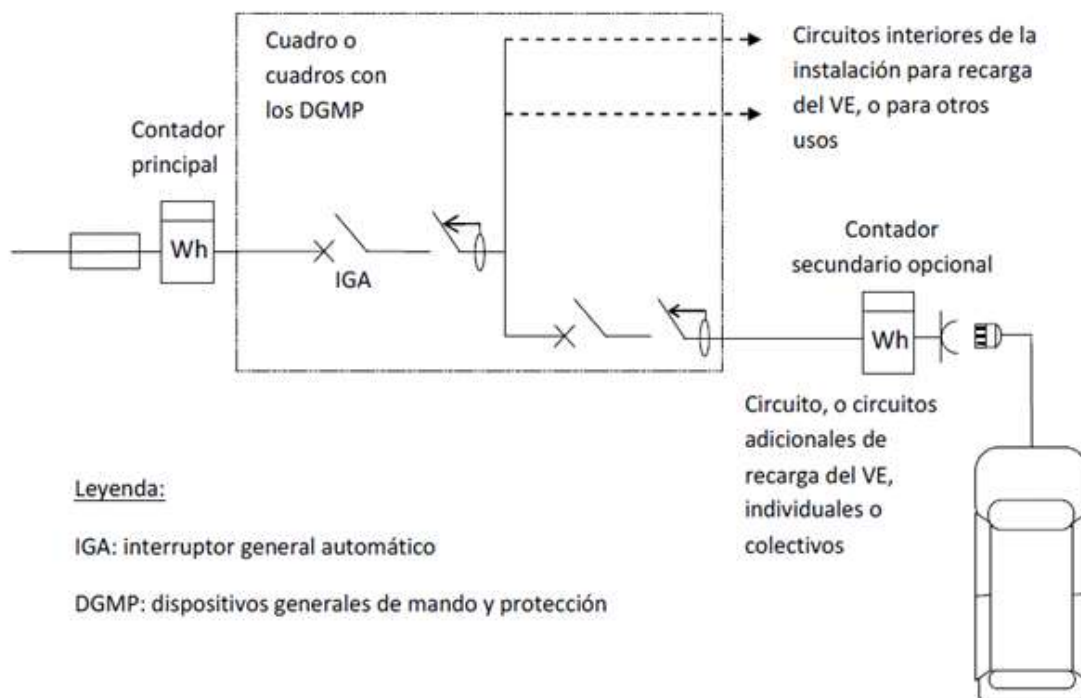 Cuadro o
cuadros con
los DGMP
Circuitos interiores de la
instalación para recarga
del VE, o para otros
usos
Contador
principal
Wh
IGA
Contador
secundario opcional
Wh
Circuito, o circuitos
adicionales de
recarga del VE,
individuales o
colectivos
Leyenda:
IGA: interruptor general automático
DGMP: dispositivos generales de mando y protección